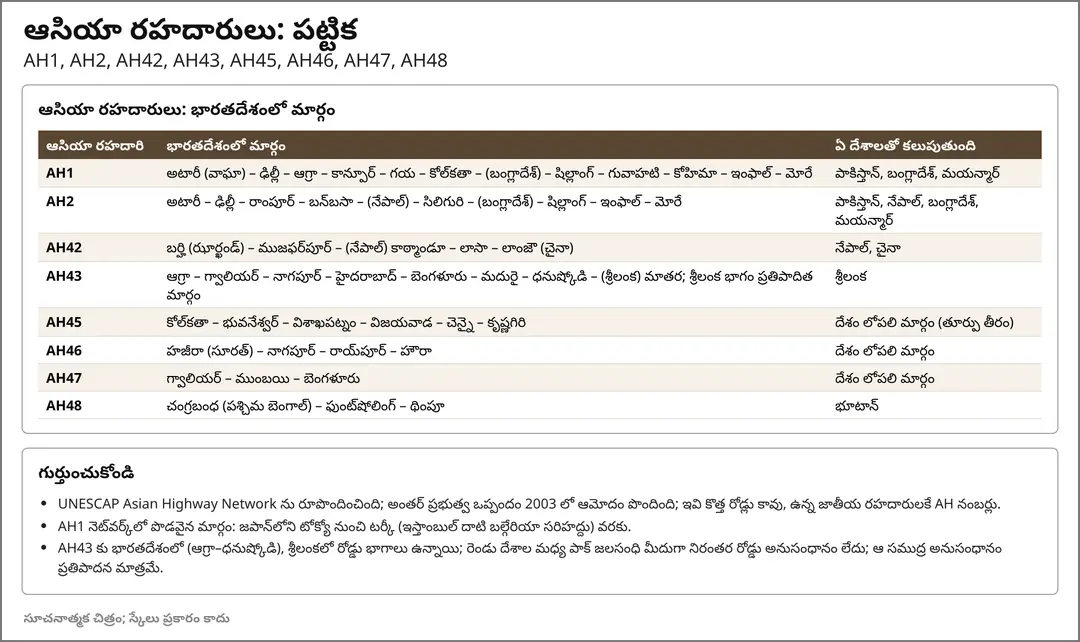 ఆసియా రహదారులు: పట్టిక
AH1, AH2, AH42, AH43, AH45, AH46, AH47, AH48
ఆసియా రహదారులు: భారతదేశంలో మార్గం
ఆసియా రహదారి భారతదేశంలో మార్గం ఏ దేశాలతో కలుపుతుంది
AH1 అటారీ (వాఘా) – ఢిల్లీ – ఆగ్రా – కాన్పూర్ – గయ – కోల్‌కతా – (బంగ్లాదేశ్) – షిల్లాంగ్ – గువాహటి – కోహిమా – ఇంఫాల్ – మోరే పాకిస్తాన్, బంగ్లాదేశ్, మయన్మార్
AH2 అటారీ – ఢిల్లీ – రాంపూర్ – బన్‌బసా – (నేపాల్) – సిలిగురి – (బంగ్లాదేశ్) – షిల్లాంగ్ – ఇంఫాల్ – మోరే పాకిస్తాన్, నేపాల్, బంగ్లాదేశ్,
మయన్మార్
AH42 బర్హి (ఝార్ఖండ్) – ముజఫర్‌పూర్ – (నేపాల్) కాఠ్మాండూ – లాసా – లాంజౌ (చైనా) నేపాల్, చైనా
AH43 ఆగ్రా – గ్వాలియర్ – నాగపూర్ – హైదరాబాద్ – బెంగళూరు – మదురై – ధనుష్కోడి – (శ్రీలంక) మాతర; శ్రీలంక భాగం ప్రతిపాదిత శ్రీలంక
మార్గం
AH45 కోల్‌కతా – భువనేశ్వర్ – విశాఖపట్నం – విజయవాడ – చెన్నై – కృష్ణగిరి దేశం లోపలి మార్గం (తూర్పు తీరం)
AH46 హజీరా (సూరత్) – నాగపూర్ – రాయ్‌పూర్ – హౌరా దేశం లోపలి మార్గం
AH47 గ్వాలియర్ – ముంబయి – బెంగళూరు దేశం లోపలి మార్గం
AH48 చంగ్రబంధ (పశ్చిమ బెంగాల్) – ఫుంట్‌షోలింగ్ – థింపూ భూటాన్
గుర్తుంచుకోండి
• UNESCAP Asian Highway Network ను రూపొందించింది; అంతర్ ప్రభుత్వ ఒప్పందం 2003 లో ఆమోదం పొందింది; ఇవి కొత్త రోడ్లు కావు, ఉన్న జాతీయ రహదారులకే AH నంబర్లు.
• AH1 నెట్‌వర్క్‌లో పొడవైన మార్గం: జపాన్‌లోని టోక్యో నుంచి టర్కీ (ఇస్తాంబుల్ దాటి బల్గేరియా సరిహద్దు) వరకు.
• AH43 కు భారతదేశంలో (ఆగ్రా–ధనుష్కోడి), శ్రీలంకలో రోడ్డు భాగాలు ఉన్నాయి; రెండు దేశాల మధ్య పాక్ జలసంధి మీదుగా నిరంతర రోడ్డు అనుసంధానం లేదు; ఆ సముద్ర అనుసంధానం
ప్రతిపాదన మాత్రమే.
సూచనాత్మక చిత్రం; స్కేలు ప్రకారం కాదు